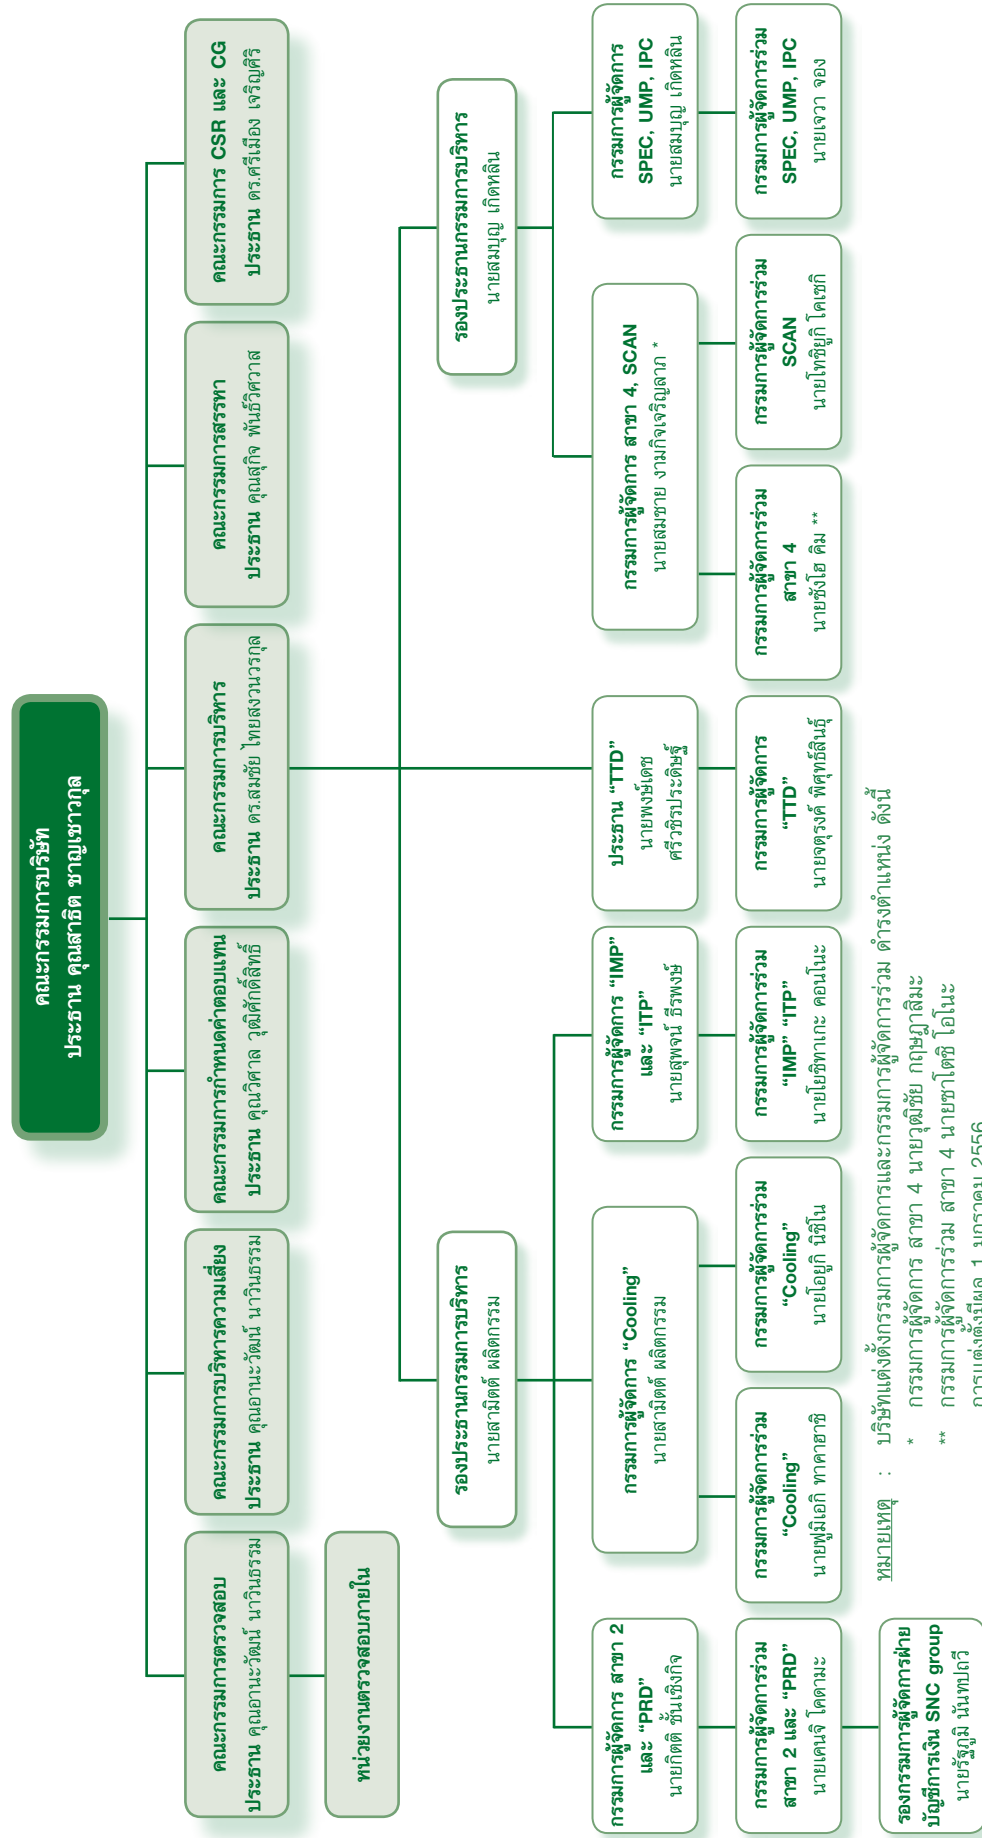 คณะกรรมการบริษัท
ประธาน คุณสาธิต ชาญเชาวกุล
คณะกรรมการตรวจสอบ
ประธาน คุณอานะวัฒน์ นาวินธรรม
คณะกรรมการบริหารความเสี่ยง
ประธาน คุณอานะวัฒน์ นาวินธรรม
คณะกรรมการกำหนดค่าตอบแทน
ประธาน คุณวิศาล วุฒิศักดิ์สิทธิ์
คณะกรรมการบริหาร
ประธาน ดร.สมชัย ไทยสงวนวรกุล
คณะกรรมการสรรหา
ประธาน คุณสุกิจ พันธ์วิศวาส
คณะกรรมการ CSR และ CG
ประธาน ดร.ศรีเมือง เจริญศิริ
หน่วยงานตรวจสอบภายใน
รองประธานกรรมการบริหาร
นายสามิตต์ ผลิตกรรม
รองประธานกรรมการบริหาร
นายสมบุญ เกิดหลิน
กรรมการผู้จัดการ สาขา 2
และ “PRD”
นายกิตติ ชั้นเชิงกิจ
กรรมการผู้จัดการ “Cooling”
นายสามิตต์ ผลิตกรรม
กรรมการผู้จัดการ “IMP”
และ “ITP”
นายสุพจน์ ธีรพงษ์
ประธาน “TTD”
นายพงษ์เดช
ศรีวชิรประดิษฐ์
กรรมการผู้จัดการ สาขา 4, SCAN
นายสมชาย งามกิจเจริญลาภ *
กรรมการผู้จัดการ
SPEC, UMP, IPC
นายสมบุญ เกิดหลิน
กรรมการผู้จัดการร่วม
สาขา 2 และ “PRD”
นายเคนจิ โคดามะ
กรรมการผู้จัดการร่วม
“Cooling”
นายฟูมิเอกิ ทาคาฮาชิ
กรรมการผู้จัดการร่วม
“Cooling”
นายโอยูกิ นิชิโน
กรรมการผู้จัดการร่วม
“IMP” “ITP”
นายโยชิทาเกะ คอนโนะ
กรรมการผู้จัดการ
“TTD”
นายจตุรงค์ พิศุทธ์สินธุ์
กรรมการผู้จัดการร่วม
สาขา 4
นายซังโฮ คิม **
กรรมการผู้จัดการร่วม
SCAN
นายโทชิยูกิ โคเซกิ
กรรมการผู้จัดการร่วม
SPEC, UMP, IPC
นายเจวา จอง
รองกรรมการผู้จัดการฝ่าย
บัญชีการเงิน SNC group
นายรัฐภูมิ นันทปถวี
หมายเหตุ : บริษัทแต่งตั้งกรรมการผู้จัดการและกรรมการผู้จัดการร่วม ดำรงตำแหน่ง ดังนี้
* กรรมการผู้จัดการ สาขา 4 นายวุฒิชัย กฤษฎาสิมะ
** กรรมการผู้จัดการร่วม สาขา 4 นายซาโตชิ โอโนะ
การแต่งตั้งมีผล 1 มกราคม 2556